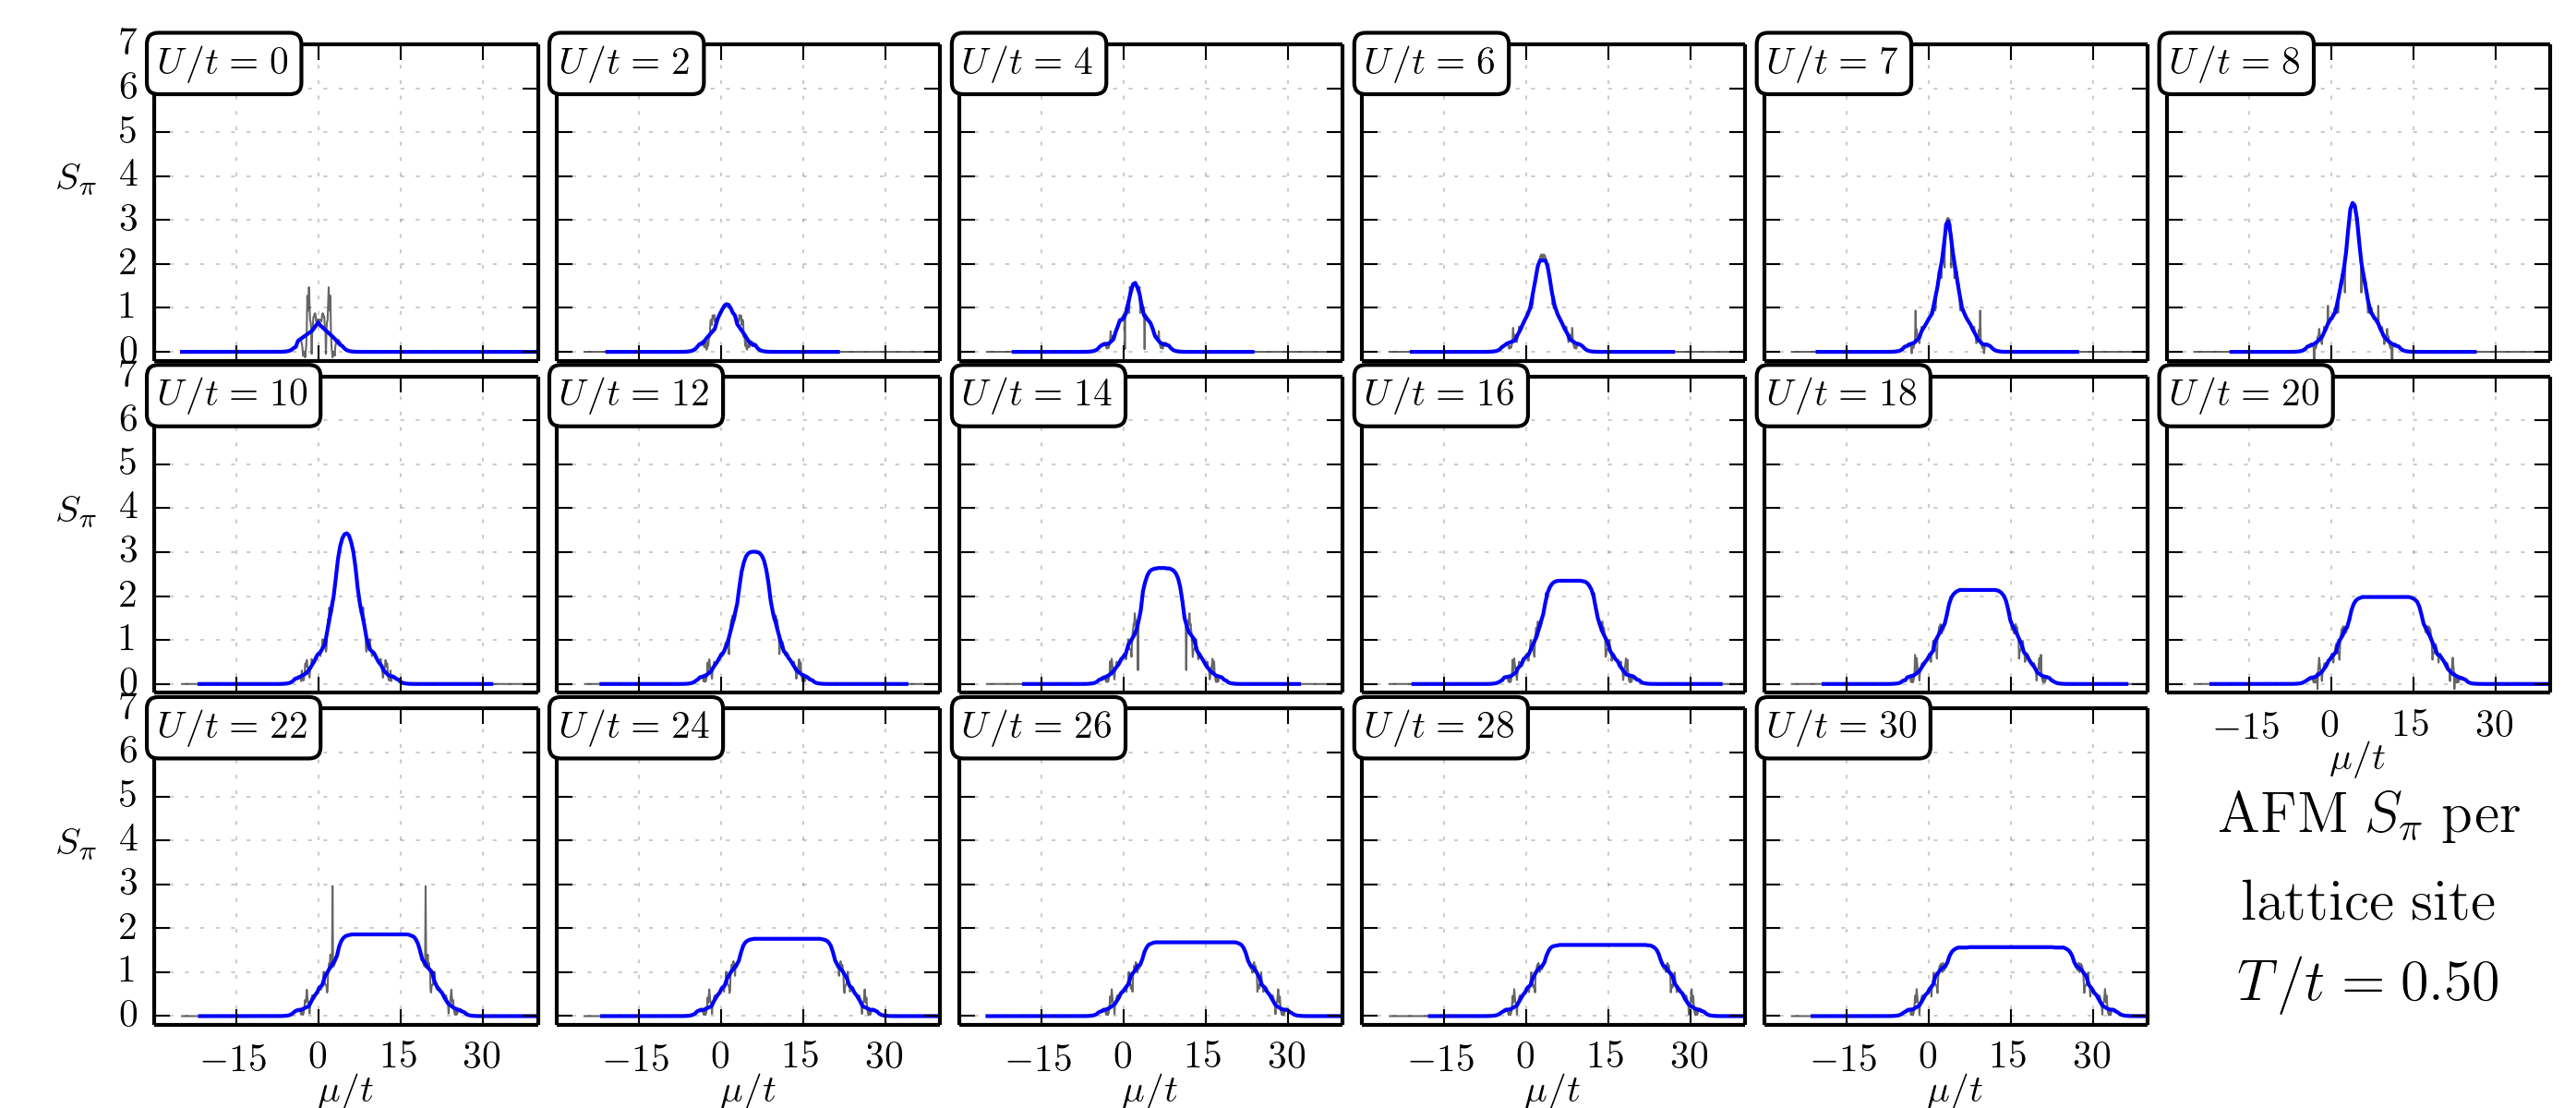 U/t = 0 U/t = 2 U/t = 4 U/t = 6 U/t = 7 U/t = 8
7
6
5
S_π 4
3
2
1
0
U/t = 10 U/t = 12 U/t = 14 U/t = 16 U/t = 18 U/t = 20
7
6
5
S_π 4
3
2
1
0
−15 0 15 30
μ/t
U/t = 22 U/t = 24 U/t = 26 U/t = 28 U/t = 30
7
6
5
S_π 4
3
2
1
0
−15 0 15 30 −15 0 15 30 −15 0 15 30 −15 0 15 30 −15 0 15 30
μ/t μ/t μ/t μ/t μ/t
AFM S_π per
lattice site
T/t = 0.50